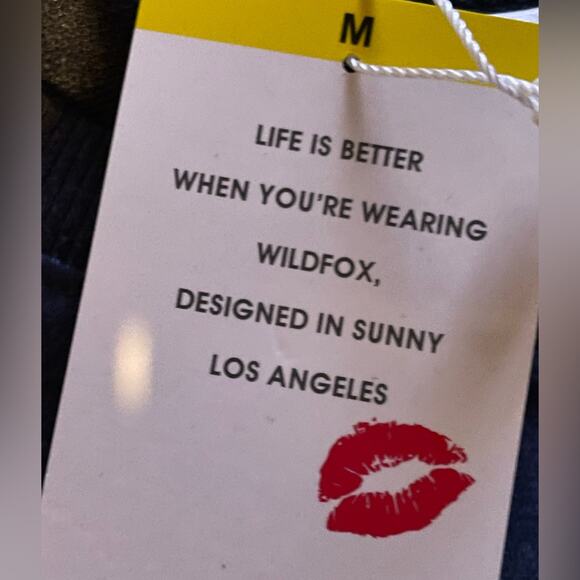 M
LIFE IS BETTER
WHEN YOU'RE WEARING
WILDFOX,
DESIGNED IN SUNNY
LOS ANGELES